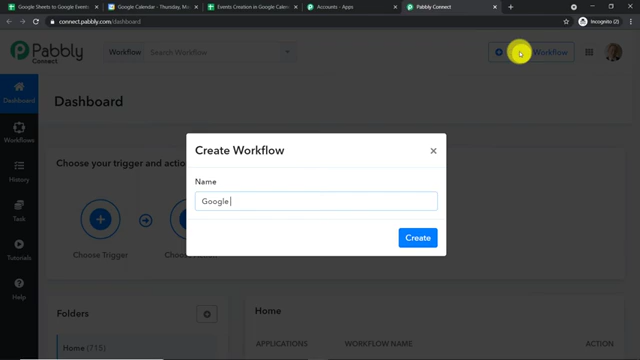 Google Sheets to Google Events
Google Calendar - Thursday, M
Events Creation in Google Cale
Accounts - Apps
Pabbly Connect
connect.pabbly.com/dashboard
Incognito (2)
Pabbly
Connect
Workflow
Search Workflow
Workflow
Dashboard
Workflows
History
Task
Tutorials
Help
Dashboard
Choose your trigger and actio
Choose Trigger
Create Workflow
×
Name
Google
Create
Folders
Home (715)
Home
APPLICATIONS
WORKFLOW NAME
ACTION